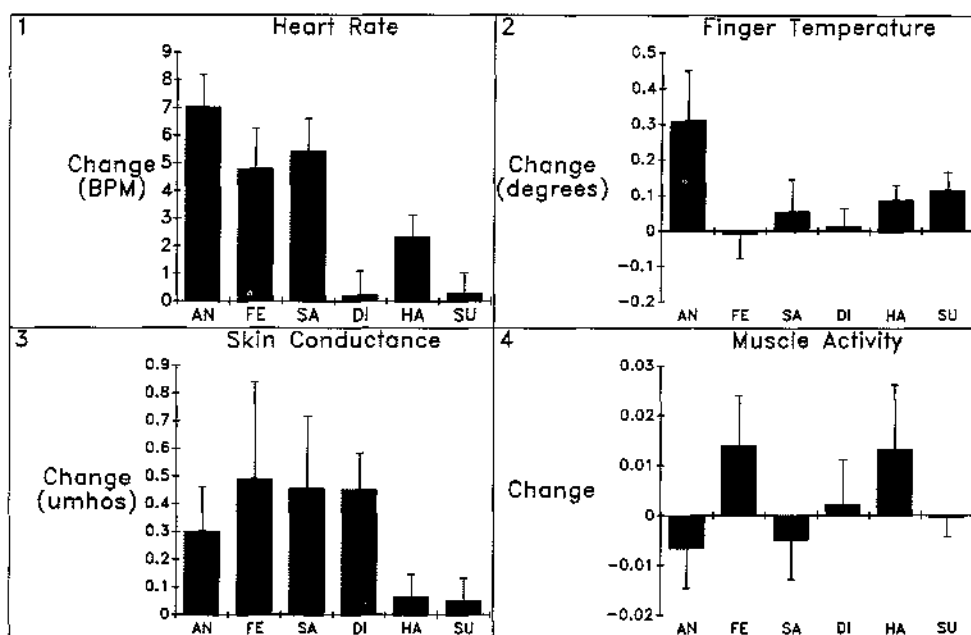 1
Heart Rate
9
8
7
6
5
4
3
2
1
0
Change
(BPM)
AN FE SA DI HA SU
2
Finger Temperature
0.5
0.4
0.3
0.2
0.1
0
-0.1
-0.2
Change
(degrees)
AN FE SA DI HA SU
3
Skin Conductance
0.9
0.8
0.7
0.6
0.5
0.4
0.3
0.2
0.1
0
Change
(umhos)
AN FE SA DI HA SU
4
Muscle Activity
0.03
0.02
0.01
0
-0.01
-0.02
Change
AN FE SA DI HA SU